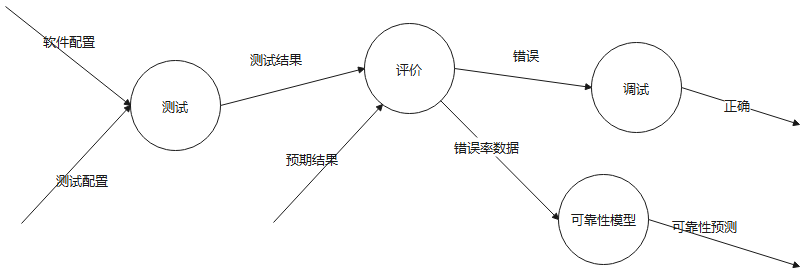 软件配置
测试结果
评价
错误
测试
调试
正确
预期结果
错误率数据
测试配置
可靠性模型
可靠性预测